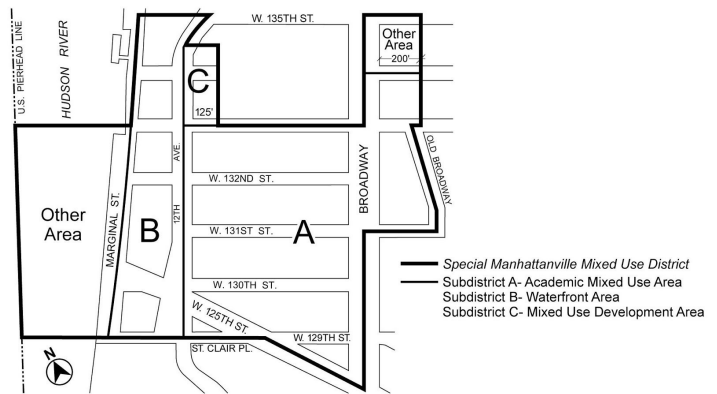 W. 135TH ST.
Other
Area
200'
U.S. PIERHEAD LINE
HUDSON RIVER
C
125'
AVE.
12TH
W. 132ND ST.
BROADWAY
OLD BROADWAY
MARGINAL ST.
Other
Area
B
W. 131ST ST.
A
W. 130TH ST.
W. 125TH ST.
W. 129TH ST.
ST. CLAIR PL.
N
Special Manhattanville Mixed Use District
Subdistrict A- Academic Mixed Use Area
Subdistrict B- Waterfront Area
Subdistrict C- Mixed Use Development Area